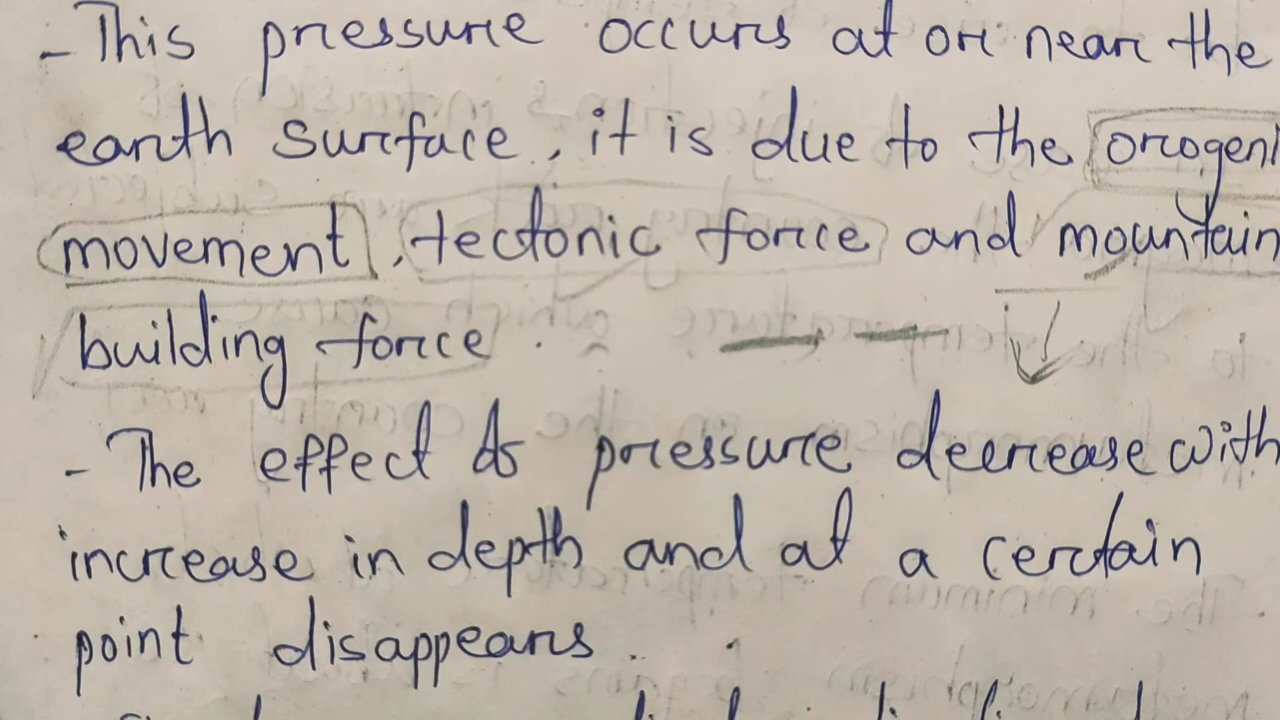 - This pressure occurs at or near the
earth surface, it is due to the orogeni
movement, tectonic force and mountain
building force.
- The effect of pressure decrease with
increase in depth and at a certain
point disappears.